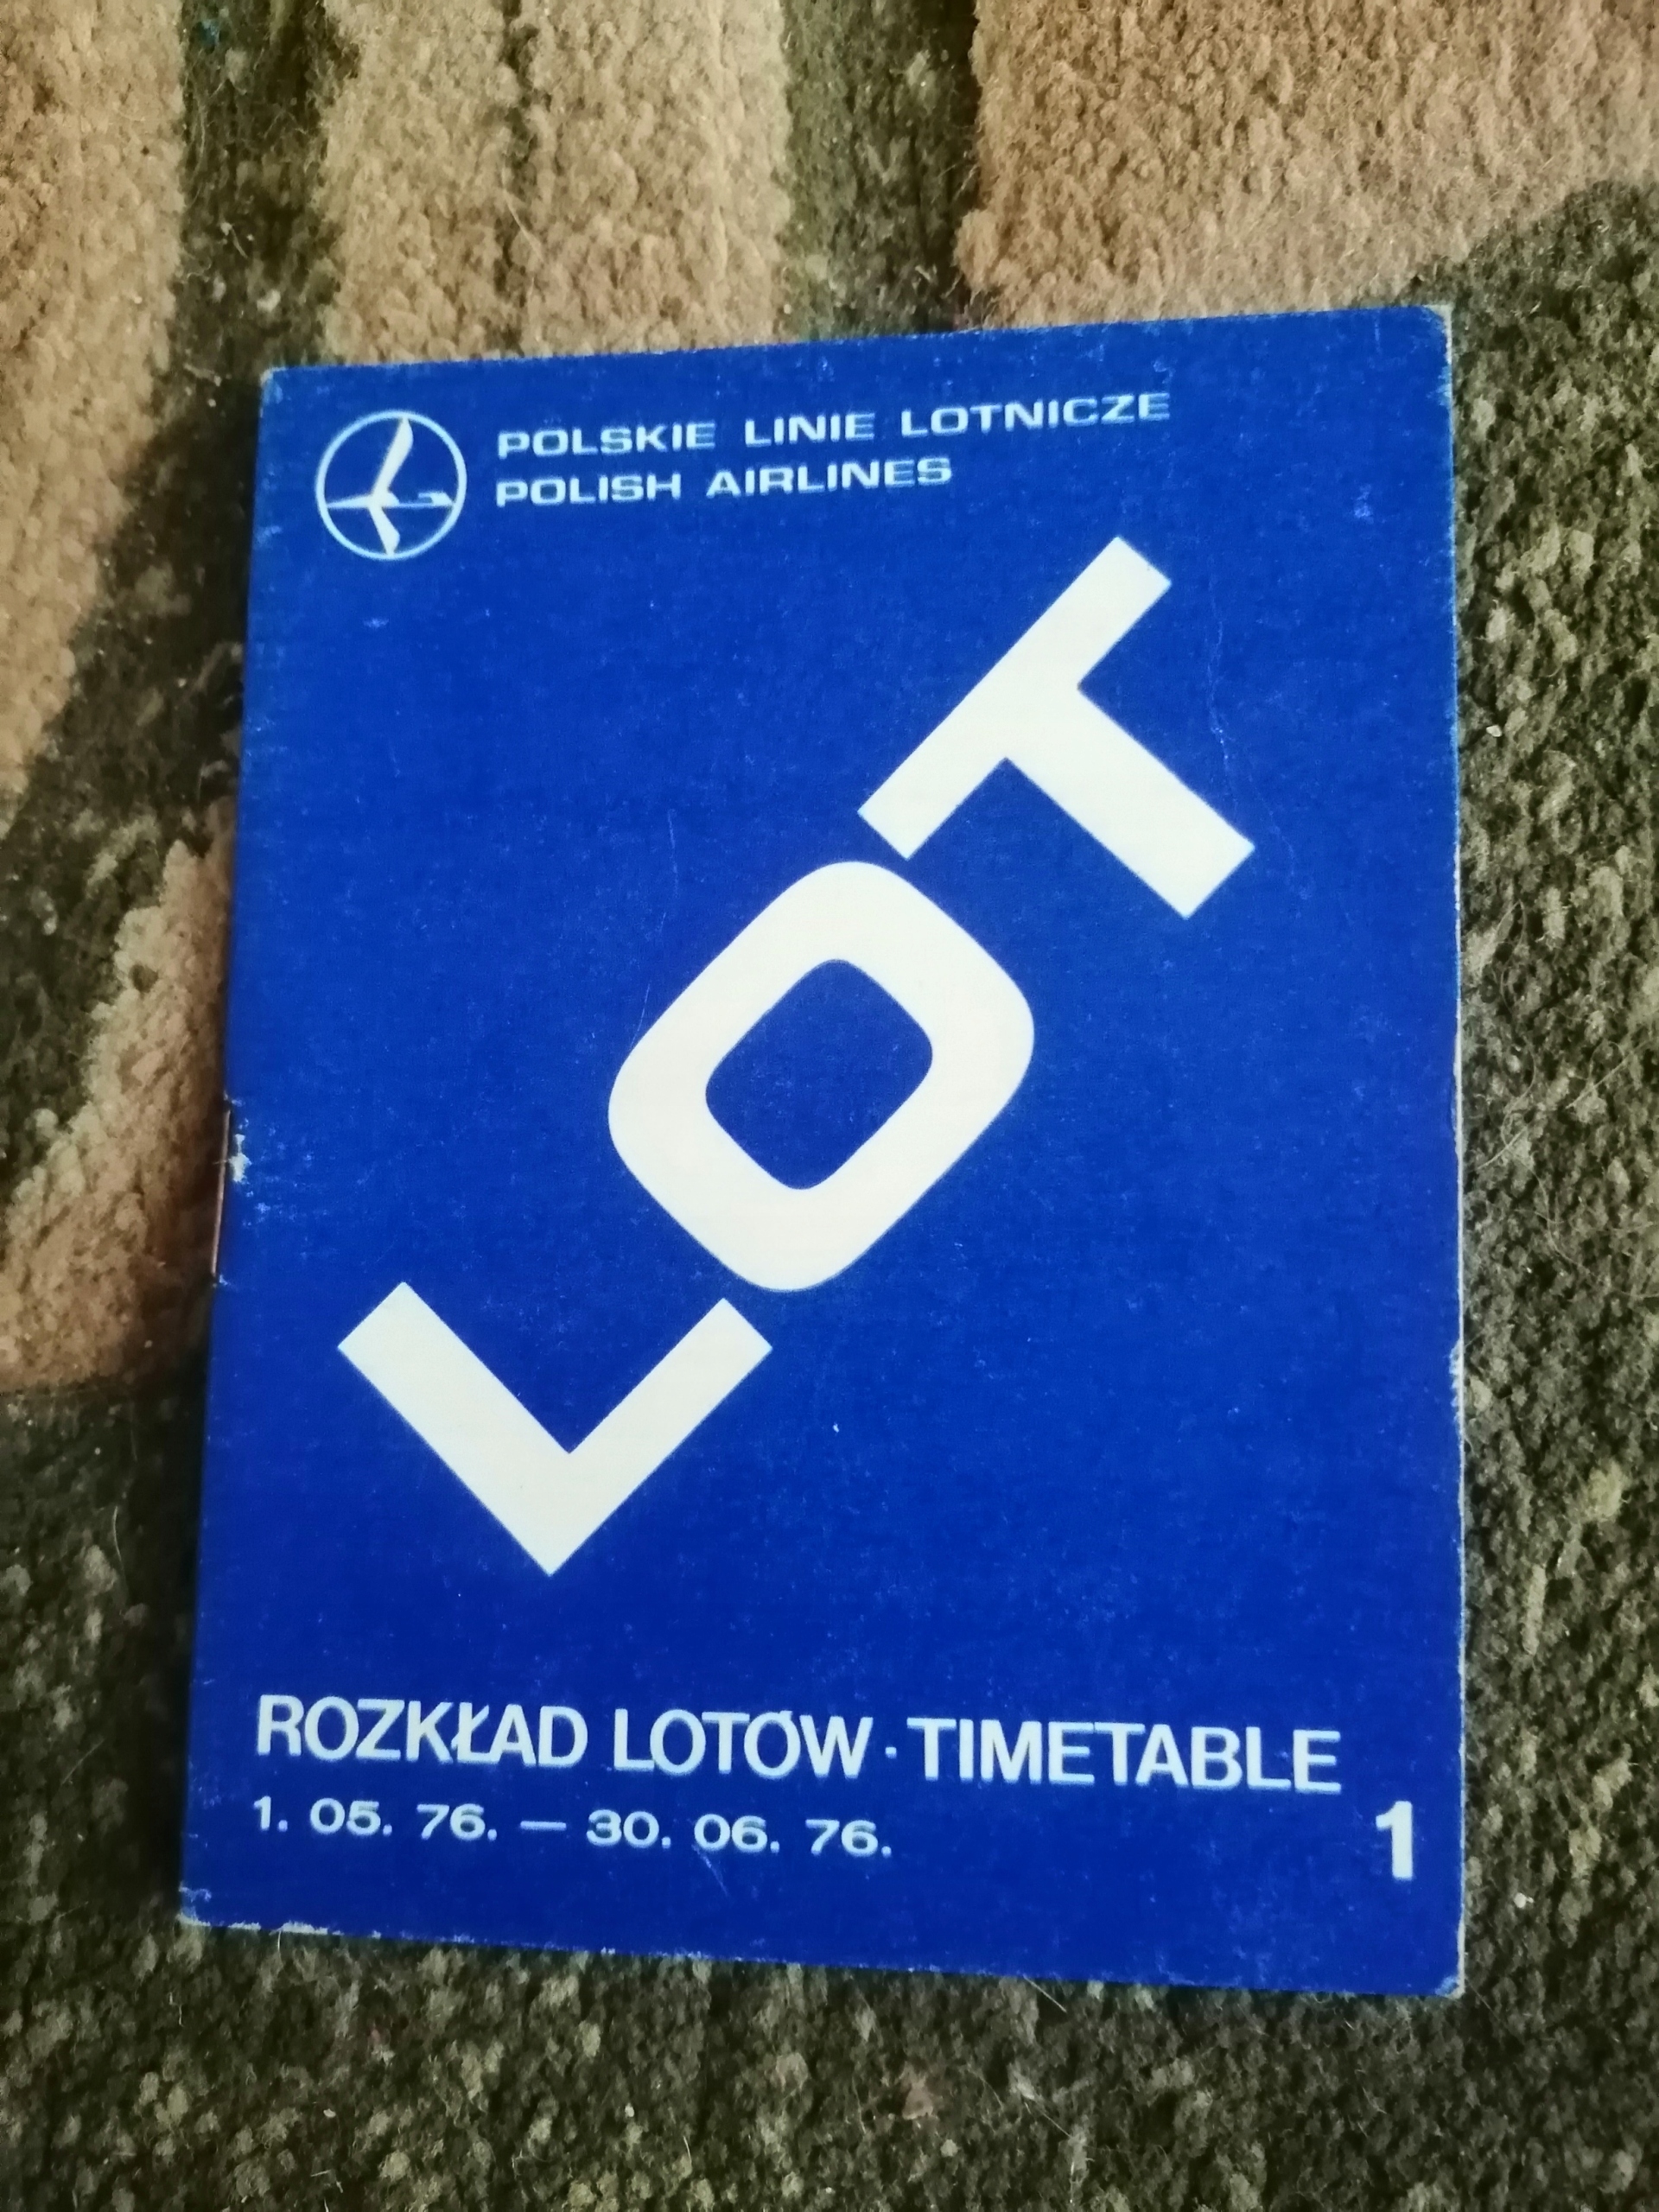 POLSKIE LINIE LOTNICZE
POLISH AIRLINES
LOT
ROZKŁAD LOTÓW · TIMETABLE
1. 05. 76. — 30. 06. 76.
1